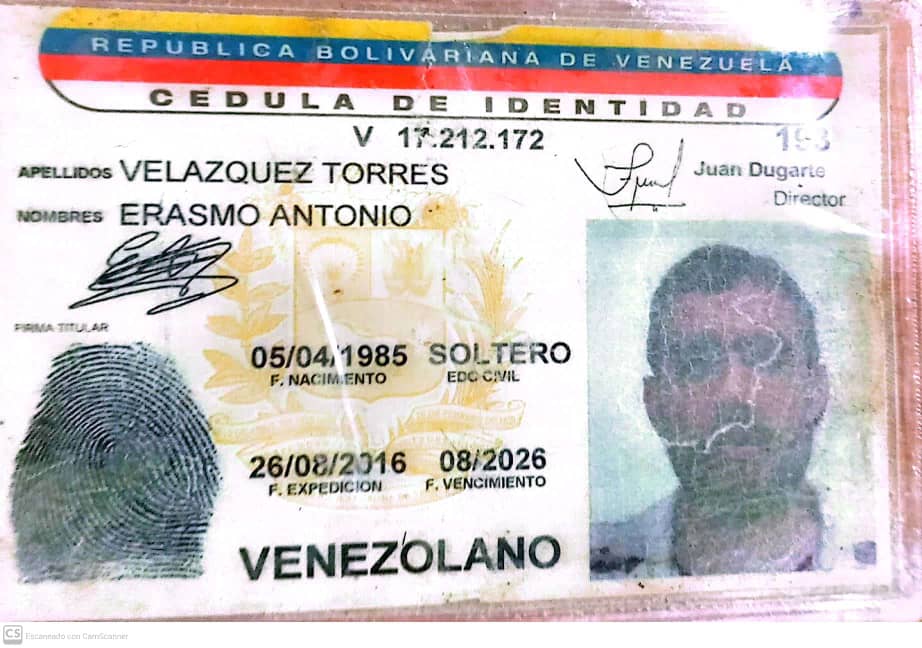 REPUBLICA BOLIVARIANA DE VENEZUELA
CEDULA DE IDENTIDAD
V 17.212.172
APELLIDOS VELAZQUEZ TORRES
Juan Dugarte
Director
NOMBRES ERASMO ANTONIO
FIRMA TITULAR
05/04/1985 SOLTERO
F. NACIMIENTO EDO CIVIL
26/08/2016 08/2026
F. EXPEDICION F. VENCIMIENTO
VENEZOLANO
CS Escaneado con CamScanner